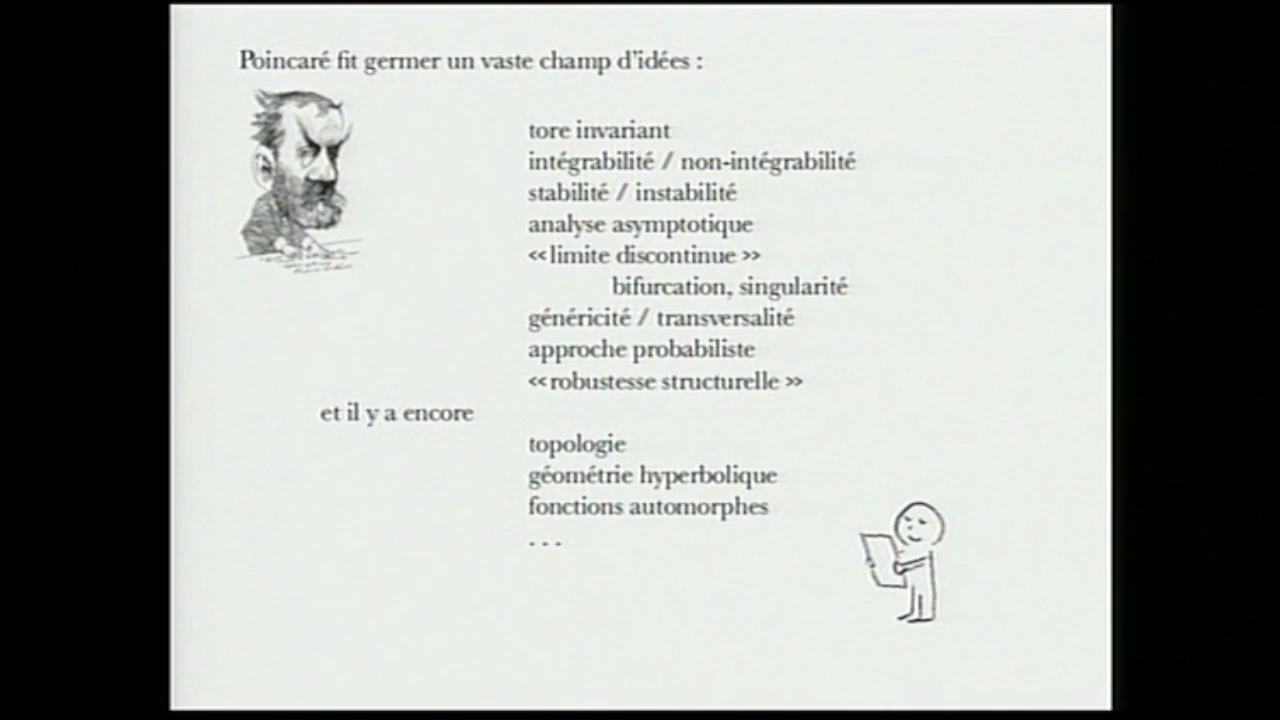 Poincaré fit germer un vaste champ d'idées :
tore invariant
intégrabilité / non-intégrabilité
stabilité / instabilité
analyse asymptotique
«limite discontinue »
bifurcation, singularité
généricité / transversalité
approche probabiliste
«robustesse structurelle »
et il y a encore
topologie
géométrie hyperbolique
fonctions automorphes
. . .